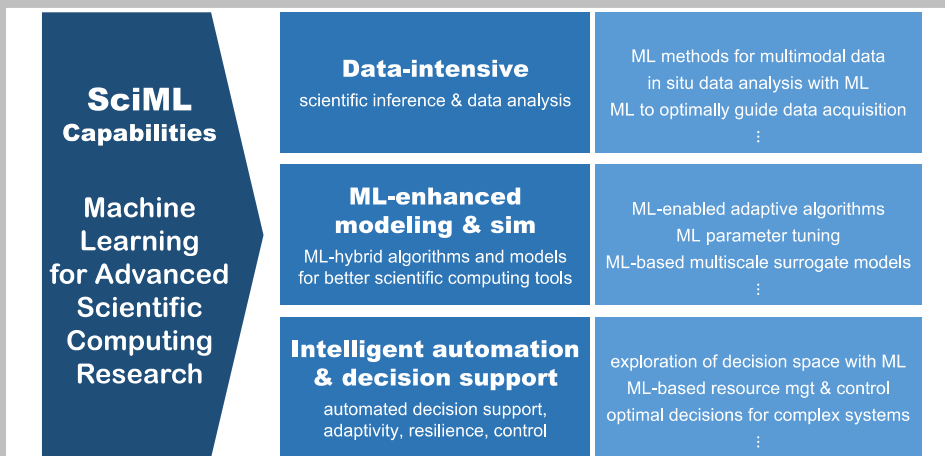 SciML
Capabilities
Machine
Learning
for Advanced
Scientific
Computing
Research
Data-intensive
scientific inference & data analysis
ML methods for multimodal data
in situ data analysis with ML
ML to optimally guide data acquisition
⋮
ML-enhanced
modeling & sim
ML-hybrid algorithms and models
for better scientific computing tools
ML-enabled adaptive algorithms
ML parameter tuning
ML-based multiscale surrogate models
⋮
Intelligent automation
& decision support
automated decision support,
adaptivity, resilience, control
exploration of decision space with ML
ML-based resource mgt & control
optimal decisions for complex systems
⋮